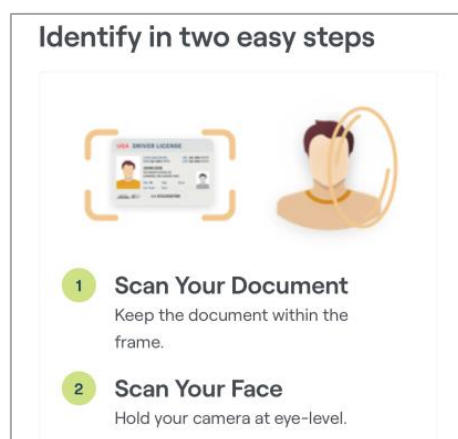 Identify in two easy steps
USA DRIVER LICENSE
1
Scan Your Document
Keep the document within the
frame.
2
Scan Your Face
Hold your camera at eye-level.